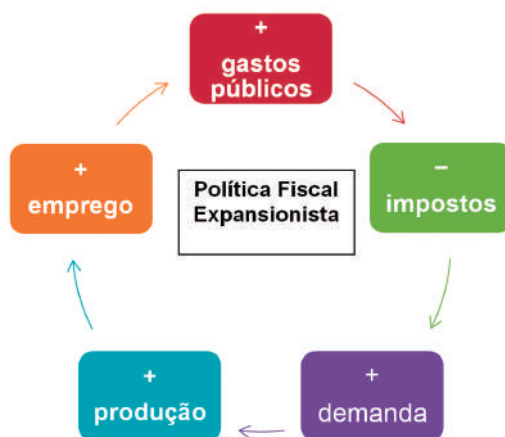 +
gastos
públicos
−
impostos
+
demanda
+
produção
+
emprego
Política Fiscal
Expansionista